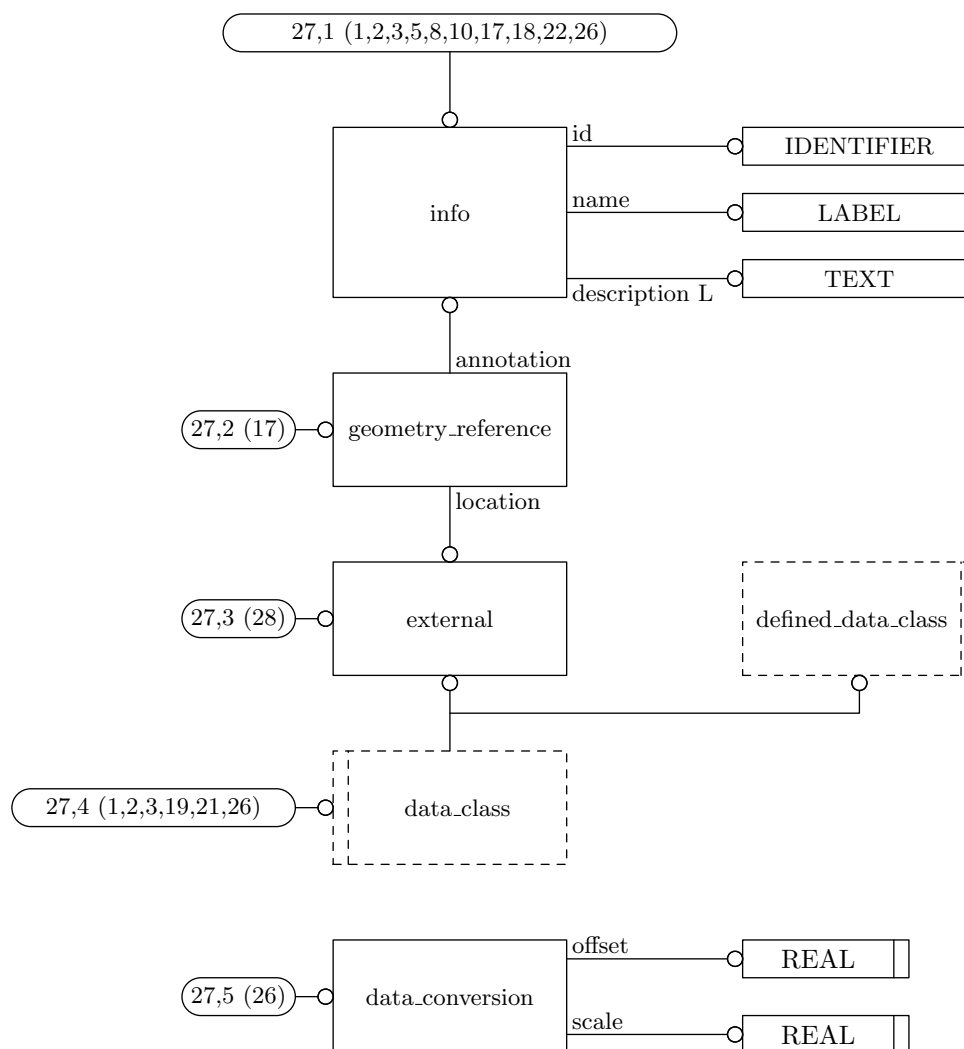 27,1 (1,2,3,5,8,10,17,18,22,26)
id
IDENTIFIER
name
LABEL
info
TEXT
description L
annotation
27,2 (17)
geometry_reference
location
27,3 (28)
external
defined_data_class
27,4 (1,2,3,19,21,26)
data_class
offset
REAL
27,5 (26)
data_conversion
scale
REAL